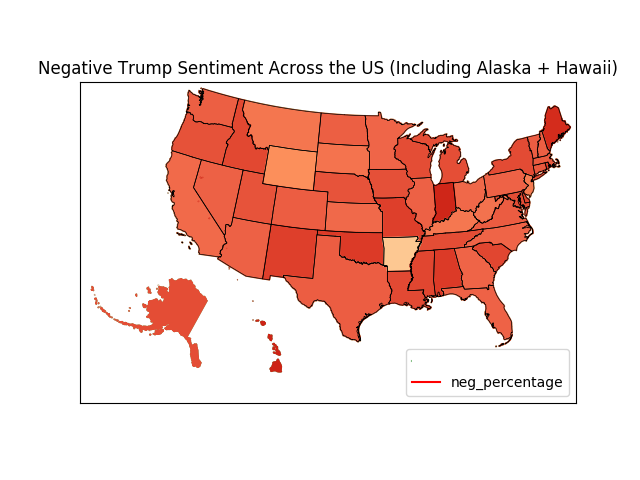 Negative Trump Sentiment Across the US (Including Alaska + Hawaii)
neg_percentage